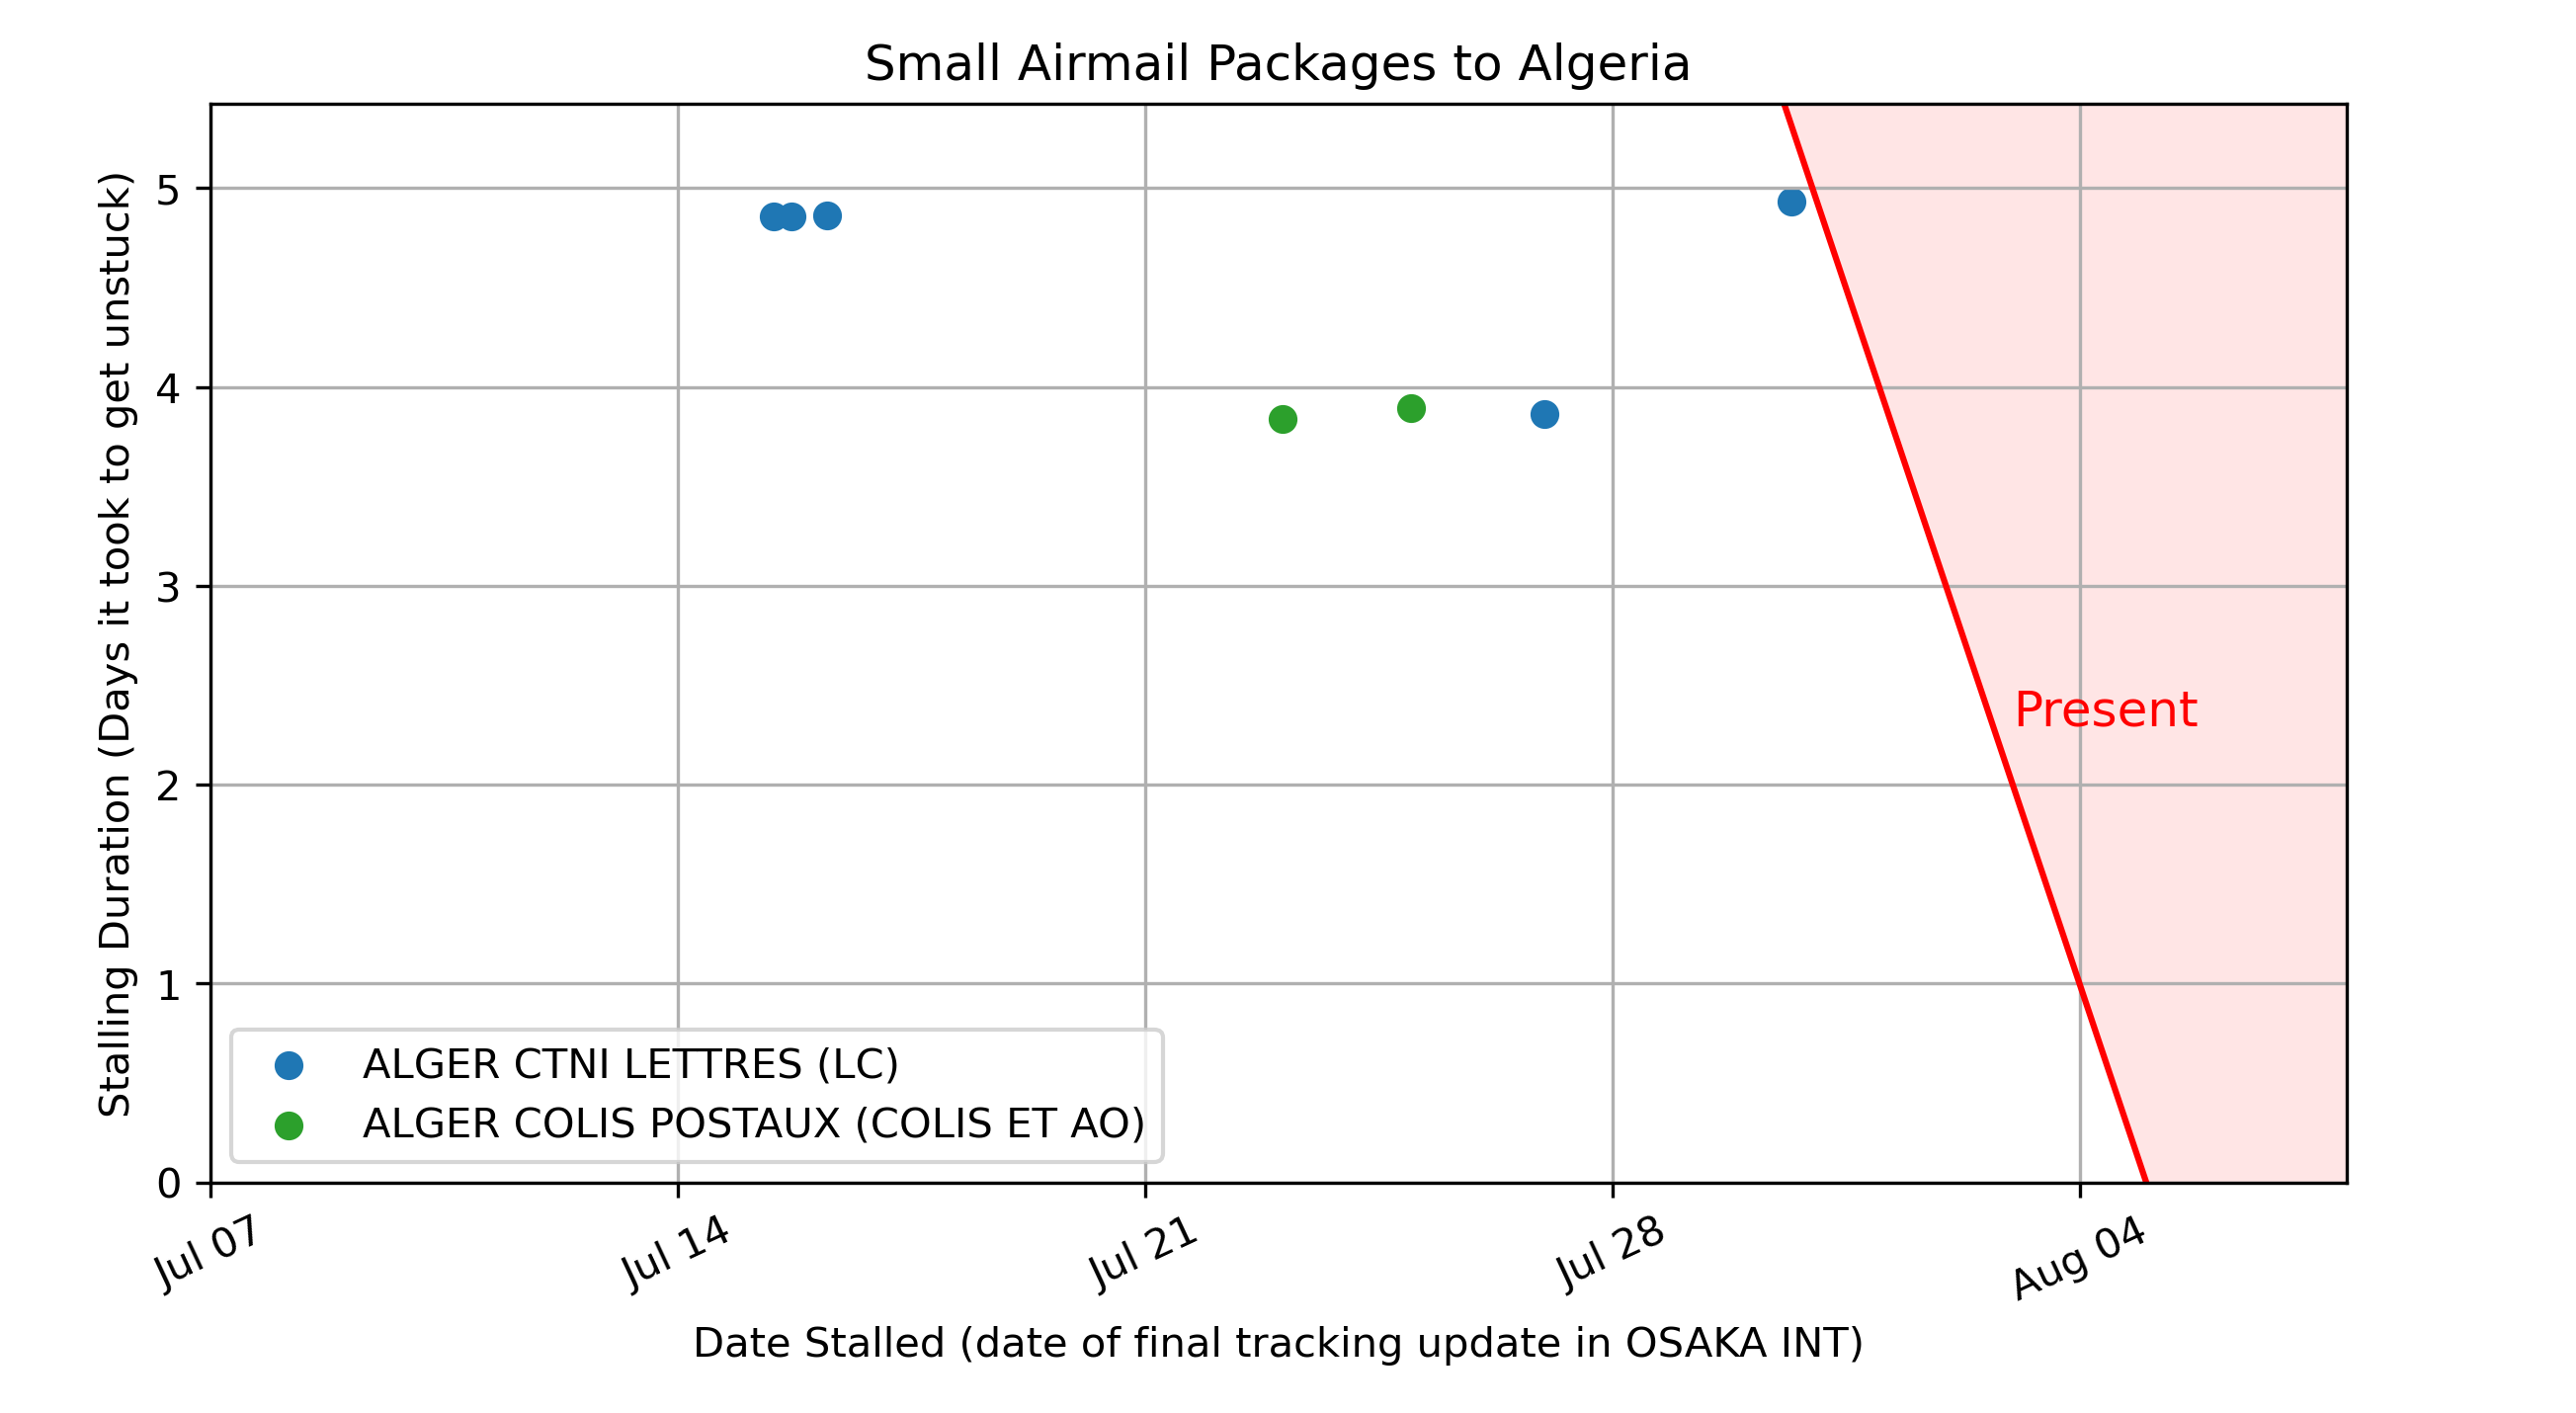 Small Airmail Packages to Algeria
Stalling Duration (Days it took to get unstuck)
5
4
3
2
1
0
Present
ALGER CTNI LETTRES (LC)
ALGER COLIS POSTAUX (COLIS ET AO)
Jul 07
Jul 14
Jul 21
Jul 28
Aug 04
Date Stalled (date of final tracking update in OSAKA INT)